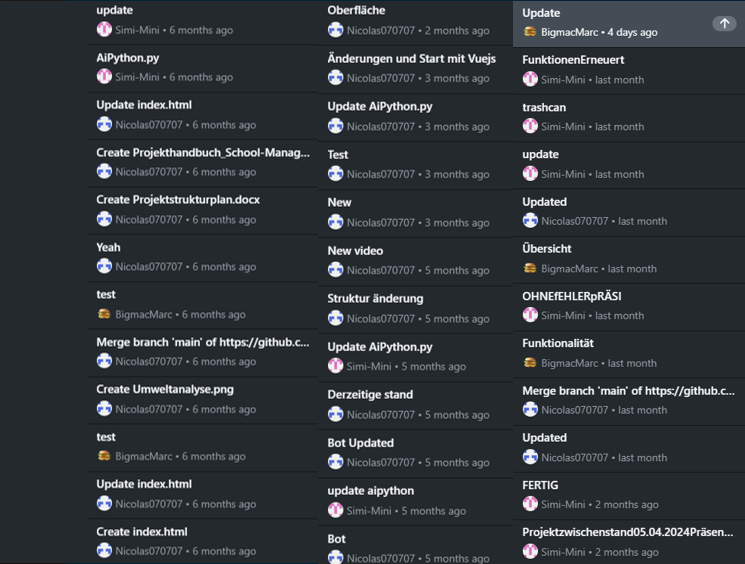 update
Simi-Mini • 6 months ago
AiPython.py
Simi-Mini • 6 months ago
Update index.html
Nicolas070707 • 6 months ago
Create Projekthandbuch_School-Manag...
Nicolas070707 • 6 months ago
Create Projektstrukturplan.docx
Nicolas070707 • 6 months ago
Yeah
Nicolas070707 • 6 months ago
test
BigmacMarc • 6 months ago
Merge branch 'main' of https://github.c...
Nicolas070707 • 6 months ago
Create Umweltanalyse.png
Nicolas070707 • 6 months ago
test
BigmacMarc • 6 months ago
Update index.html
Nicolas070707 • 6 months ago
Create index.html
Nicolas070707 • 6 months ago
Oberfläche
Nicolas070707 • 2 months ago
Änderungen und Start mit Vuejs
Nicolas070707 • 3 months ago
Update AiPython.py
Nicolas070707 • 3 months ago
Test
Nicolas070707 • 3 months ago
New
Nicolas070707 • 3 months ago
New video
Nicolas070707 • 5 months ago
Struktur änderung
Nicolas070707 • 5 months ago
Update AiPython.py
Simi-Mini • 5 months ago
Derzeitige stand
Nicolas070707 • 5 months ago
Bot Updated
Nicolas070707 • 5 months ago
update aipython
Simi-Mini • 5 months ago
Bot
Nicolas070707 • 5 months ago
Update
BigmacMarc • 4 days ago
FunktionenErneuert
Simi-Mini • last month
trashcan
Simi-Mini • last month
update
Simi-Mini • last month
Updated
Nicolas070707 • last month
Übersicht
BigmacMarc • last month
OHNEfEHLERpRÄSI
Simi-Mini • last month
Funktionalität
BigmacMarc • last month
Merge branch 'main' of https://github.c...
Nicolas070707 • last month
Updated
Nicolas070707 • last month
FERTIG
Simi-Mini • 2 months ago
Projektzwischenstand05.04.2024Präsen...
Simi-Mini • 2 months ago